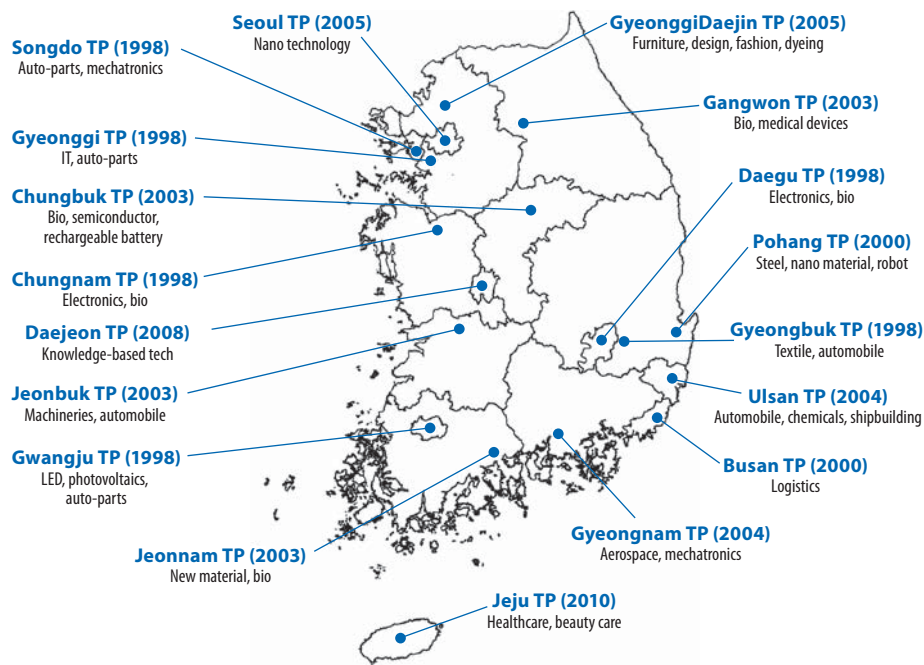 Seoul TP (2005)
Nano technology
GyeonggiDaejin TP (2005)
Furniture, design, fashion, dyeing
Songdo TP (1998)
Auto-parts, mechatronics
Gangwon TP (2003)
Bio, medical devices
Gyeonggi TP (1998)
IT, auto-parts
Daegu TP (1998)
Electronics, bio
Chungbuk TP (2003)
Bio, semiconductor,
rechargeable battery
Pohang TP (2000)
Steel, nano material, robot
Chungnam TP (1998)
Electronics, bio
Daejeon TP (2008)
Knowledge-based tech
Gyeongbuk TP (1998)
Textile, automobile
Jeonbuk TP (2003)
Machineries, automobile
Ulsan TP (2004)
Automobile, chemicals, shipbuilding
Gwangju TP (1998)
LED, photovoltaics,
auto-parts
Busan TP (2000)
Logistics
Gyeongnam TP (2004)
Aerospace, mechatronics
Jeonnam TP (2003)
New material, bio
Jeju TP (2010)
Healthcare, beauty care